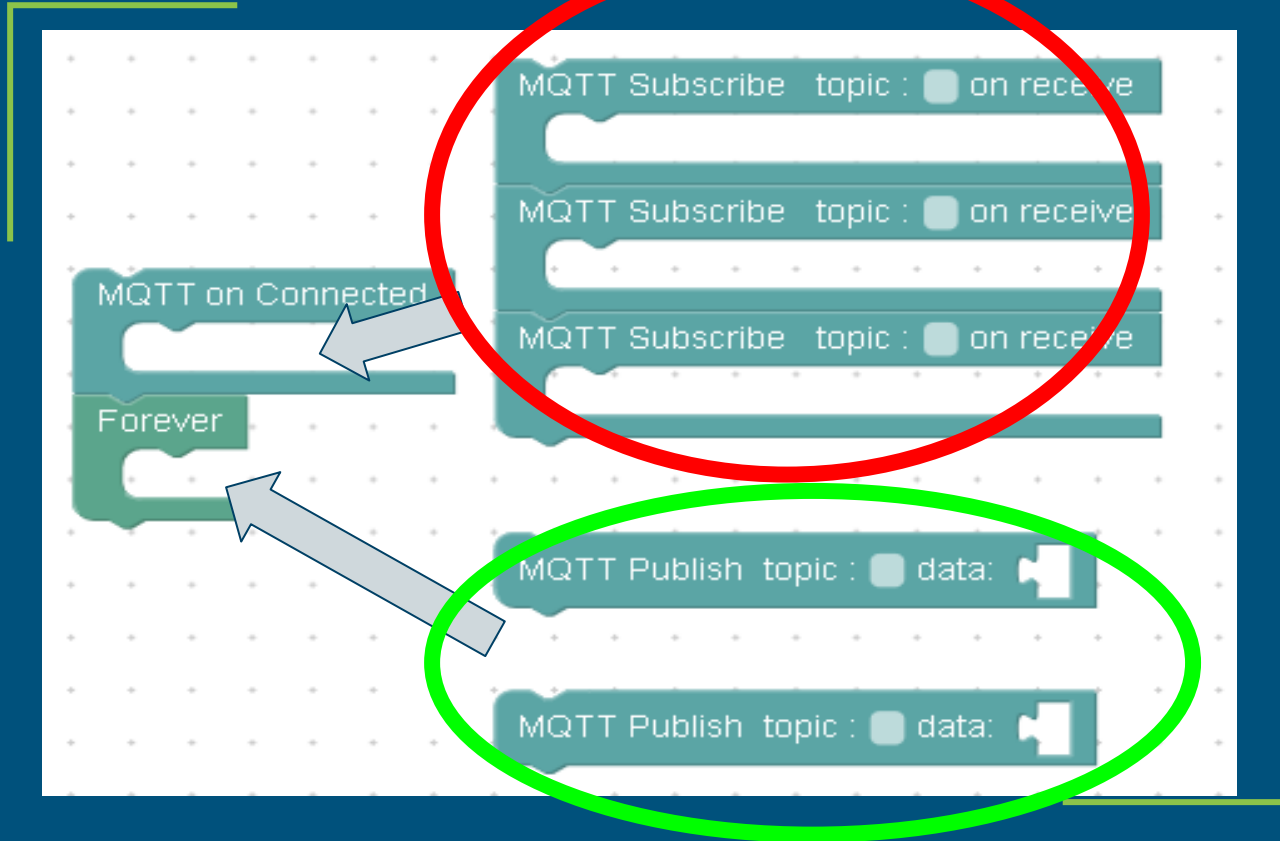 MQTT Subscribe topic : on receive
MQTT Subscribe topic : on receive
MQTT on Connected
MQTT Subscribe topic : on receive
Forever
MQTT Publish topic : data:
MQTT Publish topic : data: